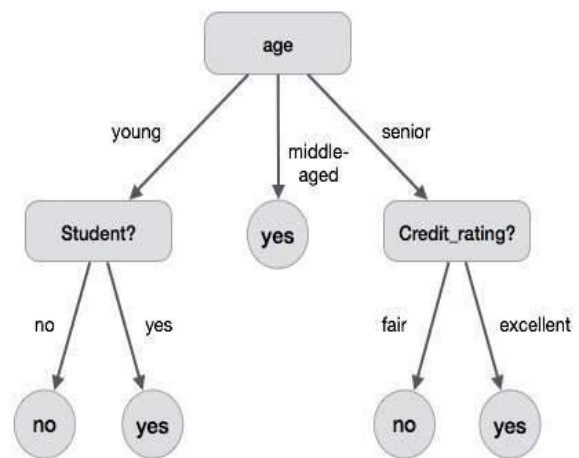 age
young
middle-
aged
senior
Student?
yes
Credit_rating?
no
yes
fair
excellent
no
yes
no
yes